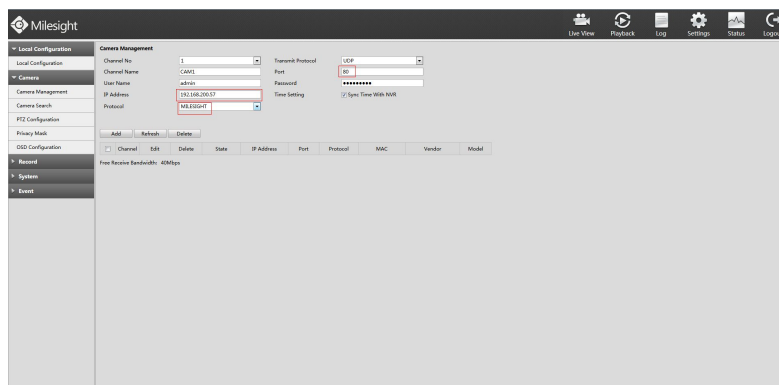 Milesight
Live View
Playback
Log
Settings
Status
Logou
Local Configuration
Local Configuration
Camera
Camera Management
Camera Search
PTZ Configuration
Privacy Mask
OSD Configuration
Record
System
Event
Camera Management
Channel No 1 Transmit Protocol UDP
Channel Name CAM1 Port 80
User Name admin Password •••••••••
IP Address 192.168.200.57 Time Setting Sync Time With NVR
Protocol MILESIGHT
Add Refresh Delete
Channel Edit Delete State IP Address Port Protocol MAC Vendor Model
Free Receive Bandwidth: 40Mbps